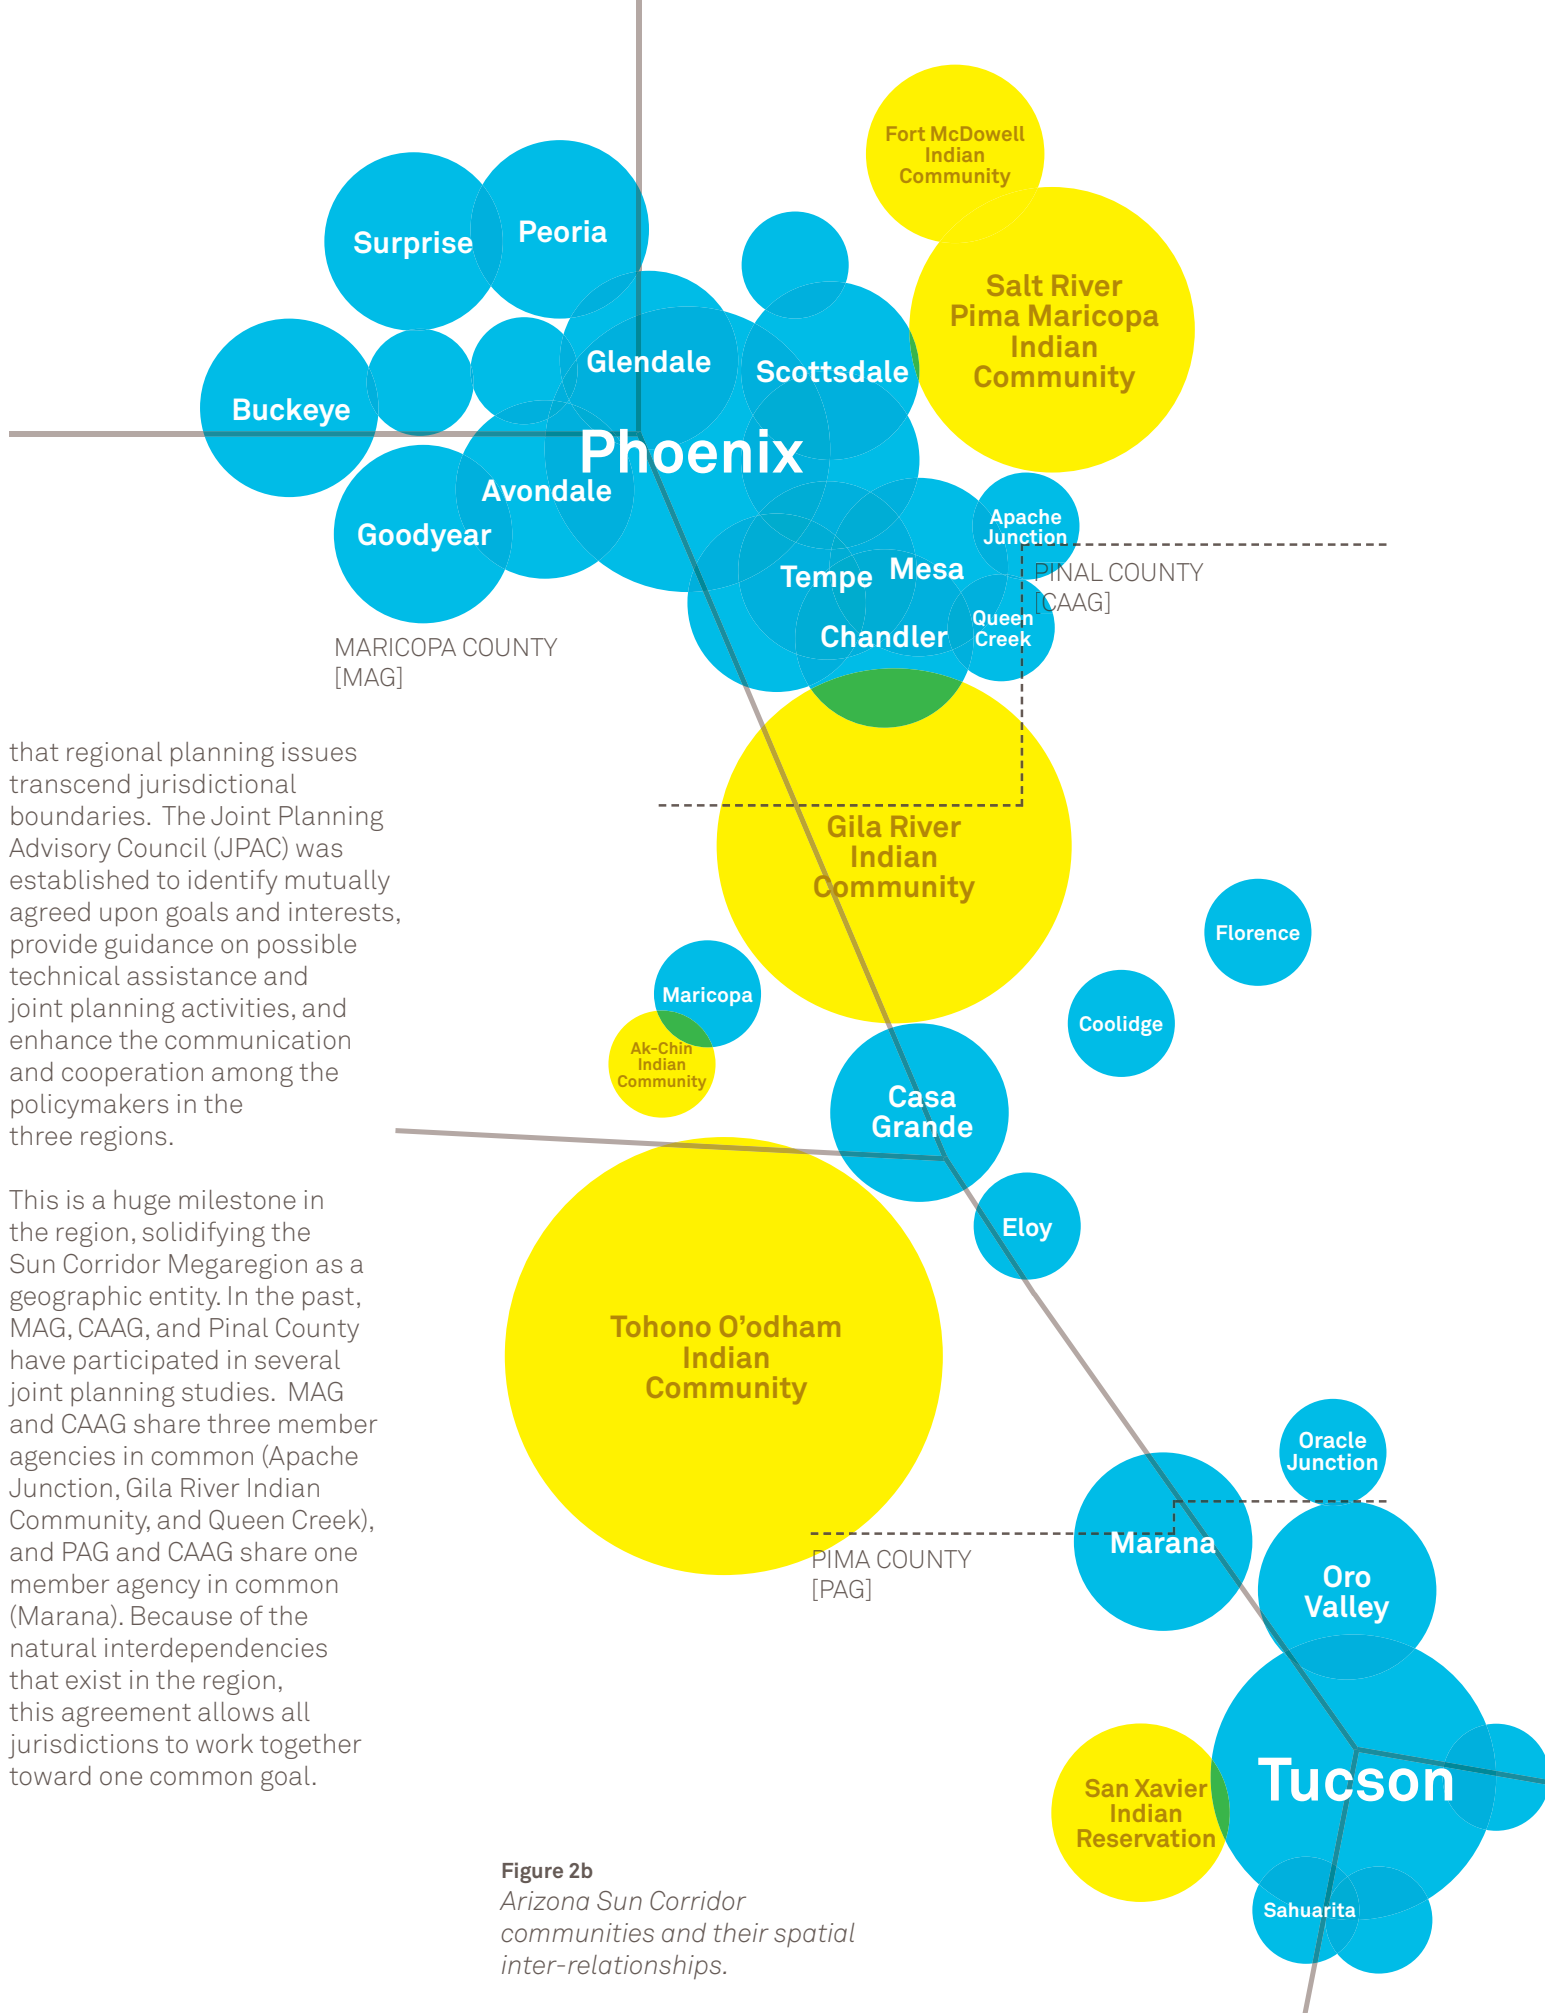 Fort McDowell
Indian
Community
Surprise
Peoria
Salt River
Pima Maricopa
Indian
Community
Glendale
Scottsdale
Buckeye
Phoenix
Avondale
Goodyear
Apache
Junction
Tempe
Mesa
PINAL COUNTY
[CAAG]
Queen
Creek
Chandler
MARICOPA COUNTY
[MAG]
that regional planning issues
transcend jurisdictional
boundaries.  The Joint Planning
Advisory Council (JPAC) was
established to identify mutually
agreed upon goals and interests,
provide guidance on possible
technical assistance and
joint planning activities, and
enhance the communication
and cooperation among the
policymakers in the
three regions.
This is a huge milestone in
the region, solidifying the
Sun Corridor Megaregion as a
geographic entity. In the past,
MAG, CAAG, and Pinal County
have participated in several
joint planning studies.  MAG
and CAAG share three member
agencies in common (Apache
Junction, Gila River Indian
Community, and Queen Creek),
and PAG and CAAG share one
member agency in common
(Marana). Because of the
natural interdependencies
that exist in the region,
this agreement allows all
jurisdictions to work together
toward one common goal.
Gila River
Indian
Community
Florence
Maricopa
Coolidge
Ak-Chin
Indian
Community
Casa
Grande
Eloy
Tohono O'odham
Indian
Community
Oracle
Junction
Marana
PIMA COUNTY
[PAG]
Oro
Valley
Tucson
San Xavier
Indian
Reservation
Sahuarita
Figure 2b
Arizona Sun Corridor
communities and their spatial
inter-relationships.